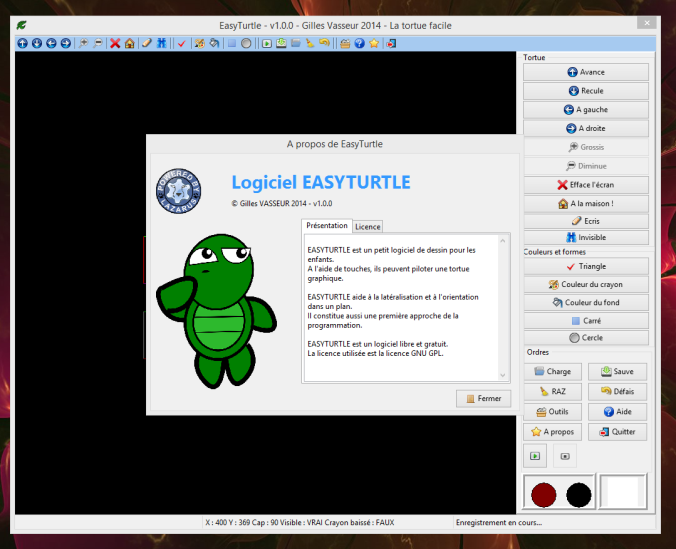 EasyTurtle - v1.0.0 - Gilles Vasseur 2014 - La tortue facile
Tortue
Avance
Recule
A gauche
A droite
Grossis
Diminue
Efface l'écran
A la maison !
Ecris
Invisible
Couleurs et formes
Triangle
Couleur du crayon
Couleur du fond
Carré
Cercle
Ordres
Charge
Sauve
RAZ
Défais
Outils
Aide
A propos
Quitter
A propos de EasyTurtle
POWERED BY
LAZARUS
Logiciel EASYTURTLE
© Gilles VASSEUR 2014 - v1.0.0
Présentation
Licence
EASYTURTLE est un petit logiciel de dessin pour les
enfants.
A l'aide de touches, ils peuvent piloter une tortue
graphique.
EASYTURTLE aide à la latéralisation et à l'orientation
dans un plan.
Il constitue aussi une première approche de la
programmation.
EASYTURTLE est un logiciel libre et gratuit.
La licence utilisée est la licence GNU GPL.
Fermer
X : 400 Y : 369 Cap : 90 Visible : VRAI Crayon baissé : FAUX
Enregistrement en cours...